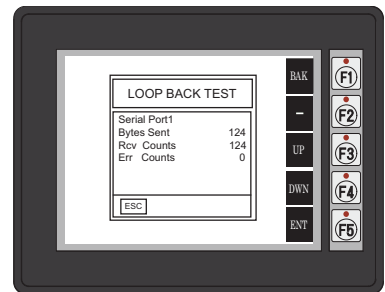 LOOP BACK TEST
Serial Port1
Bytes Sent 124
Rcv Counts 124
Err Counts 0
ESC
BAK
–
UP
DWN
ENT
F1
F2
F3
F4
F5